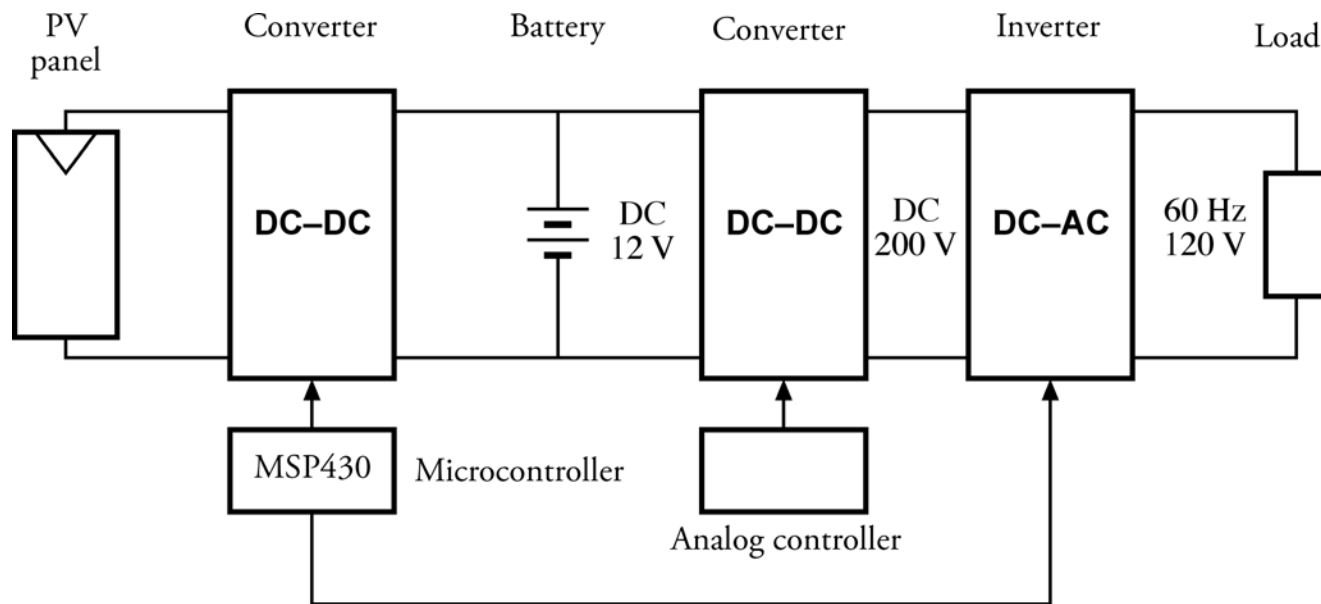 PV
panel
Converter
Battery
Converter
Inverter
Load
DC–DC
DC
12 V
DC–DC
DC
200 V
DC–AC
60 Hz
120 V
MSP430
Microcontroller
Analog controller